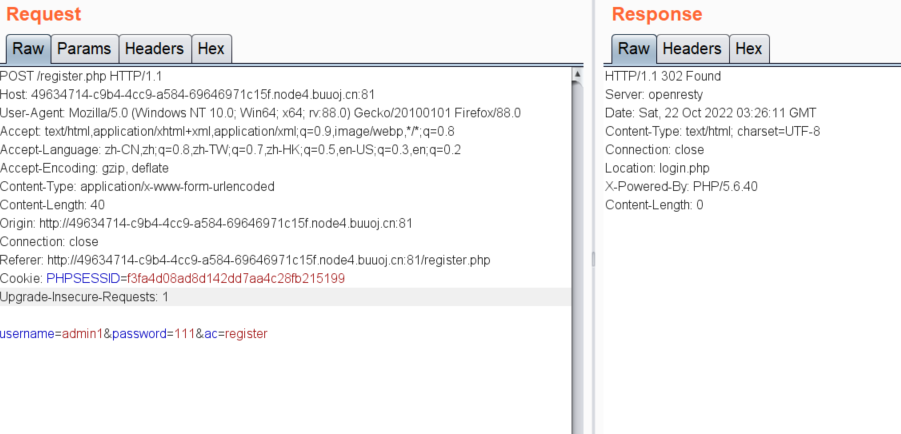 Request
Raw Params Headers Hex
POST /register.php HTTP/1.1
Host: 49634714-c9b4-4cc9-a584-69646971c15f.node4.buuoj.cn:81
User-Agent: Mozilla/5.0 (Windows NT 10.0; Win64; x64; rv:88.0) Gecko/20100101 Firefox/88.0
Accept: text/html,application/xhtml+xml,application/xml;q=0.9,image/webp,*/*;q=0.8
Accept-Language: zh-CN,zh;q=0.8,zh-TW;q=0.7,zh-HK;q=0.5,en-US;q=0.3,en;q=0.2
Accept-Encoding: gzip, deflate
Content-Type: application/x-www-form-urlencoded
Content-Length: 40
Origin: http://49634714-c9b4-4cc9-a584-69646971c15f.node4.buuoj.cn:81
Connection: close
Referer: http://49634714-c9b4-4cc9-a584-69646971c15f.node4.buuoj.cn:81/register.php
Cookie: PHPSESSID=f3fa4d08ad8d142dd7aa4c28fb215199
Upgrade-Insecure-Requests: 1
username=admin1&password=111&ac=register
Response
Raw Headers Hex
HTTP/1.1 302 Found
Server: openresty
Date: Sat, 22 Oct 2022 03:26:11 GMT
Content-Type: text/html; charset=UTF-8
Connection: close
Location: login.php
X-Powered-By: PHP/5.6.40
Content-Length: 0